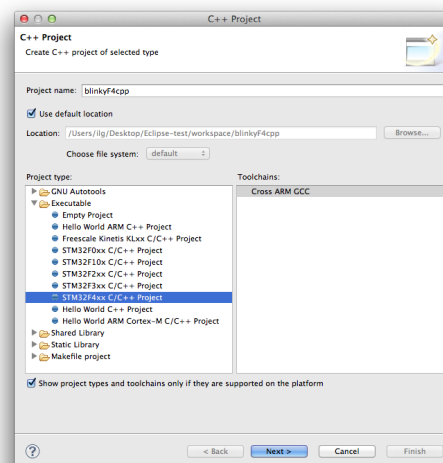 C++ Project
C++ Project
Create C++ project of selected type
Project name: blinkyF4cpp
Use default location
Location: /Users/ilg/Desktop/Eclipse-test/workspace/blinkyF4cpp Browse...
Choose file system: default
Project type: Toolchains:
GNU Autotools Cross ARM GCC
Executable
Empty Project
Hello World ARM C++ Project
Freescale Kinetis KLxx C/C++ Project
STM32F0xx C/C++ Project
STM32F10x C/C++ Project
STM32F2xx C/C++ Project
STM32F3xx C/C++ Project
STM32F4xx C/C++ Project
Hello World C++ Project
Hello World ARM Cortex-M C/C++ Project
Shared Library
Static Library
Makefile project
Show project types and toolchains only if they are supported on the platform
? < Back Next > Cancel Finish